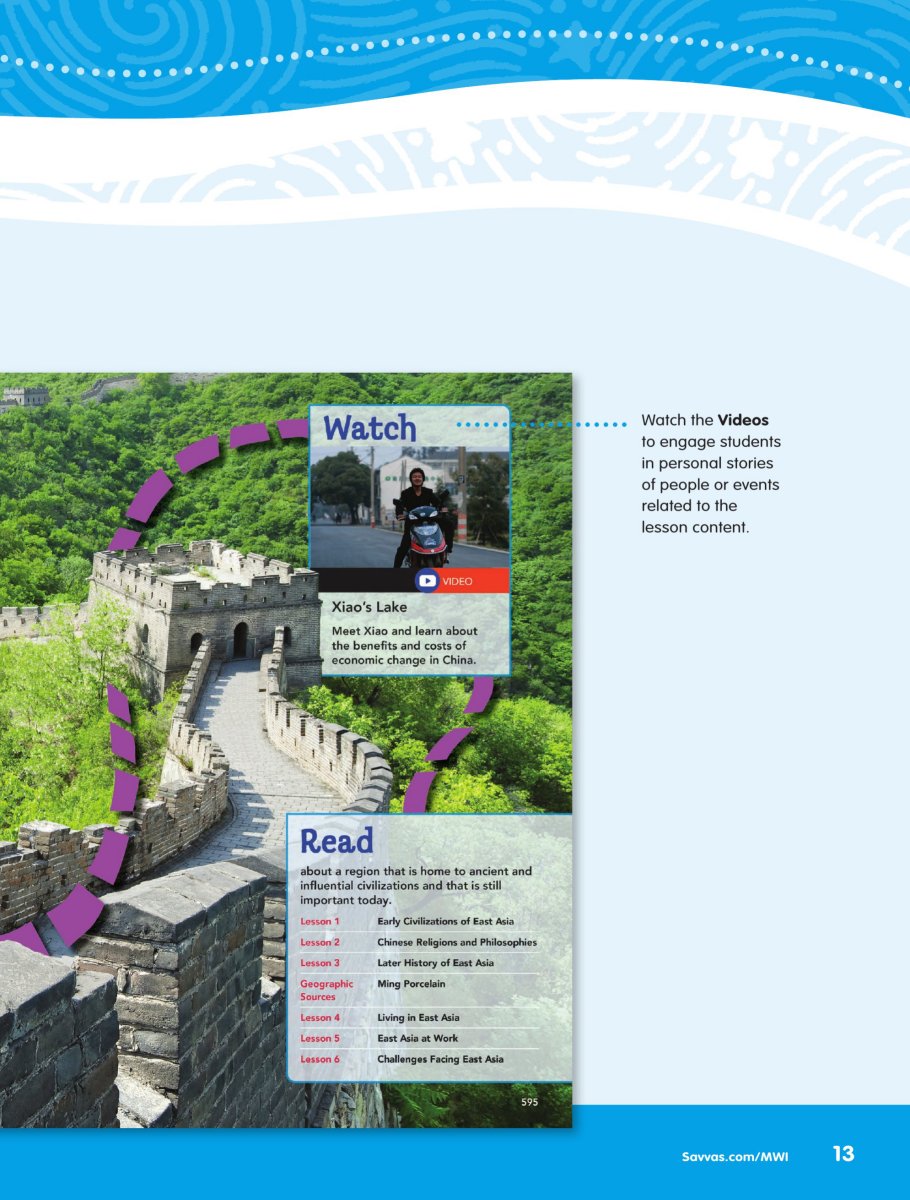 Watch
VIDEO
Xiao's Lake
Meet Xiao and learn about
the benefits and costs of
economic change in China.
Watch the Videos
to engage students
in personal stories
of people or events
related to the
lesson content.
Read
about a region that is home to ancient and
influential civilizations and that is still
important today.
Lesson 1 Early Civilizations of East Asia
Lesson 2 Chinese Religions and Philosophies
Lesson 3 Later History of East Asia
Geographic Ming Porcelain
Sources
Lesson 4 Living in East Asia
Lesson 5 East Asia at Work
Lesson 6 Challenges Facing East Asia
595
Savvas.com/MWI 13